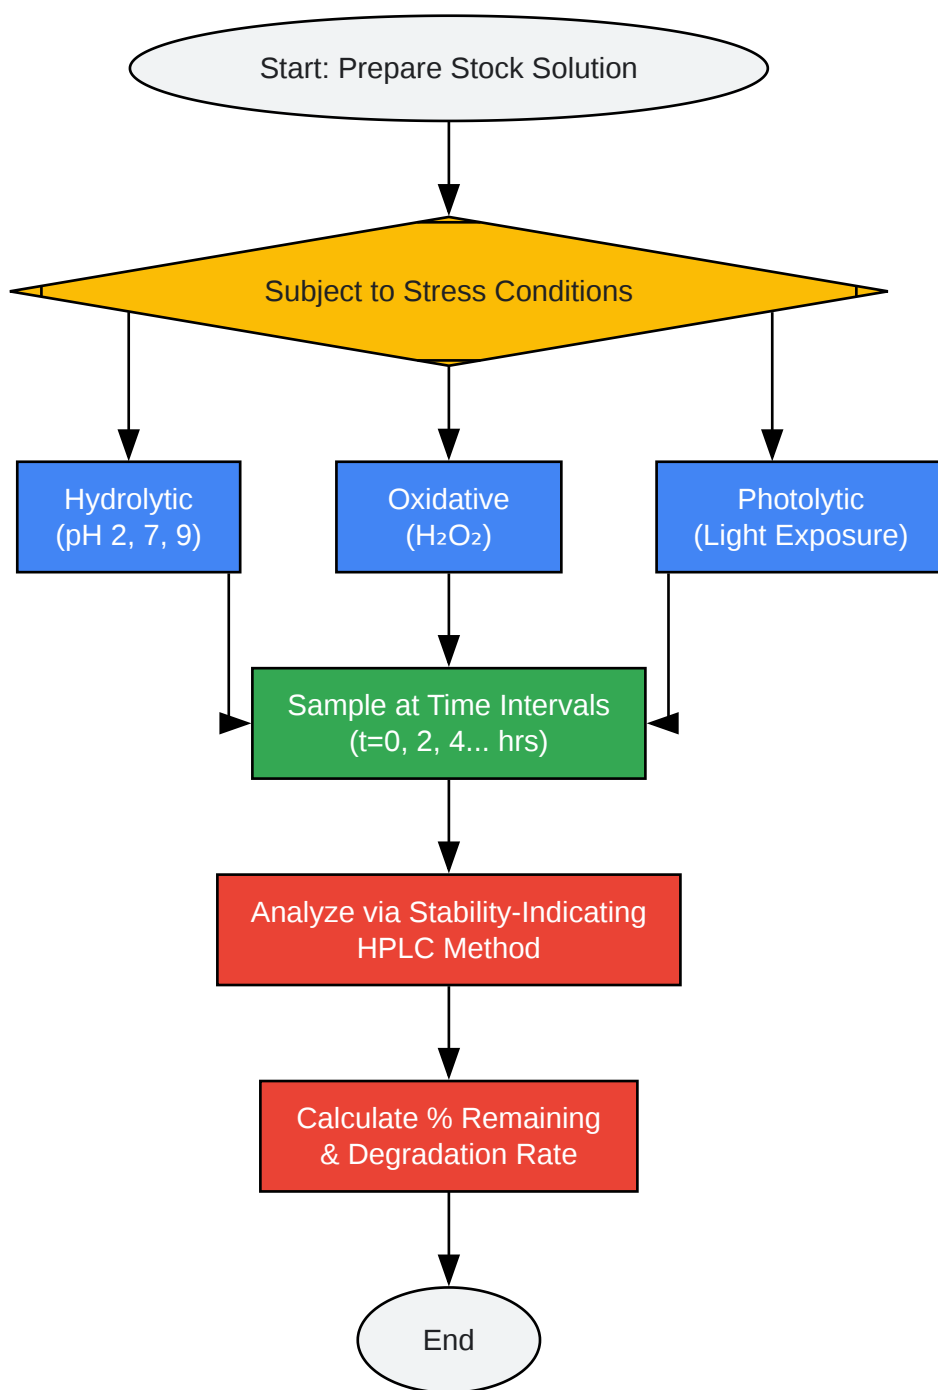 Start: Prepare Stock Solution
Subject to Stress Conditions
Hydrolytic
(pH 2, 7, 9)
Oxidative
(H₂O₂)
Photolytic
(Light Exposure)
Sample at Time Intervals
(t=0, 2, 4... hrs)
Analyze via Stability-Indicating
HPLC Method
Calculate % Remaining
& Degradation Rate
End